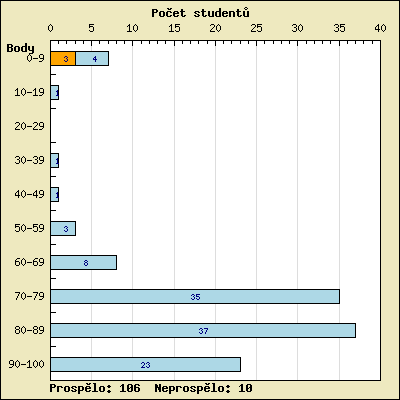 Počet studentů
0 5 10 15 20 25 30 35 40
Body
0-9 3 4
10-19 1
20-29
30-39 1
40-49 1
50-59 3
60-69 8
70-79 35
80-89 37
90-100 23
Prospělo: 106 Neprospělo: 10